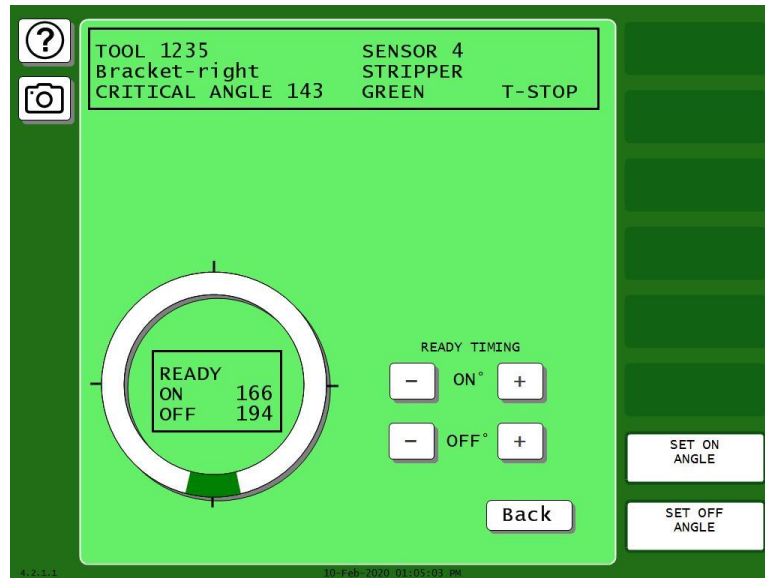 ?
TOOL 1235 SENSOR 4
Bracket-right STRIPPER
CRITICAL ANGLE 143 GREEN T-STOP
READY
ON 166
OFF 194
READY TIMING
- ON° +
- OFF° +
Back
SET ON
ANGLE
SET OFF
ANGLE
4.2.1.1 10-Feb-2020 01:05:03 PM